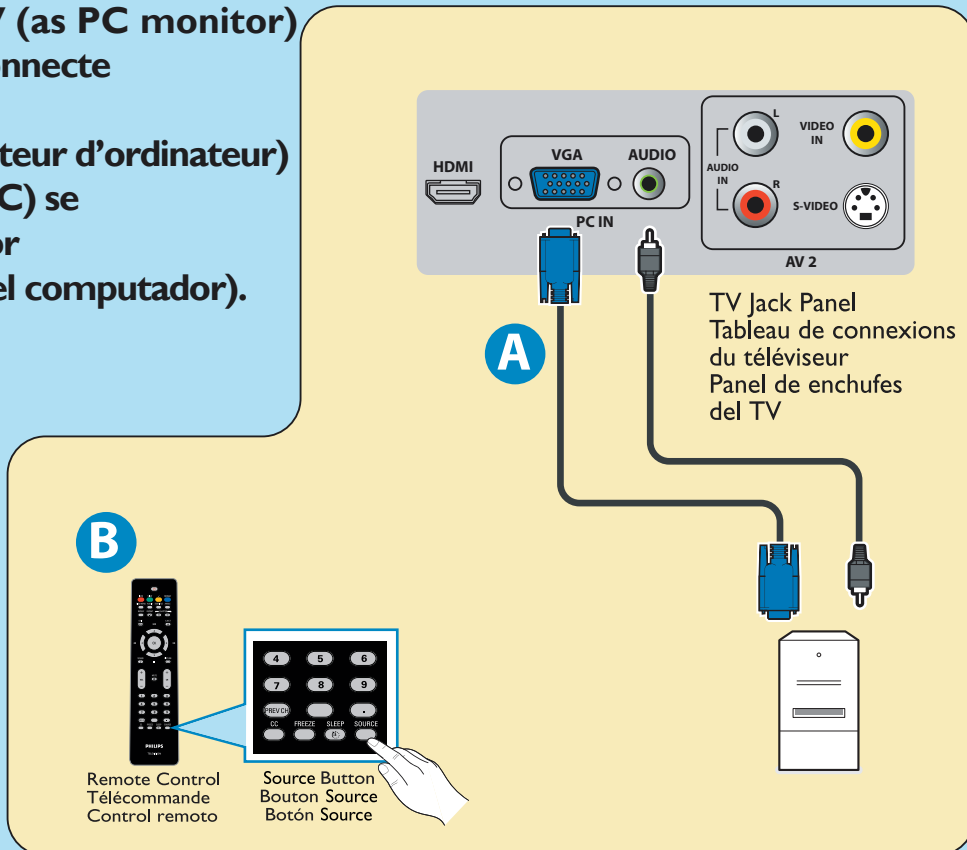 (as PC monitor)
onnecte
teur d’ordinateur)
C) se
or
el computador).
HDMI
VGA
AUDIO
PC IN
AUDIO
IN
L
R
VIDEO
IN
S-VIDEO
AV 2
TV Jack Panel
Tableau de connexions
du téléviseur
Panel de enchufes
del TV
A
B
4 5 6
7 8 9
PREV CH .
CC FREEZE SLEEP SOURCE
PHILIPS
Remote Control
Télécommande
Control remoto
Source Button
Bouton Source
Botón Source